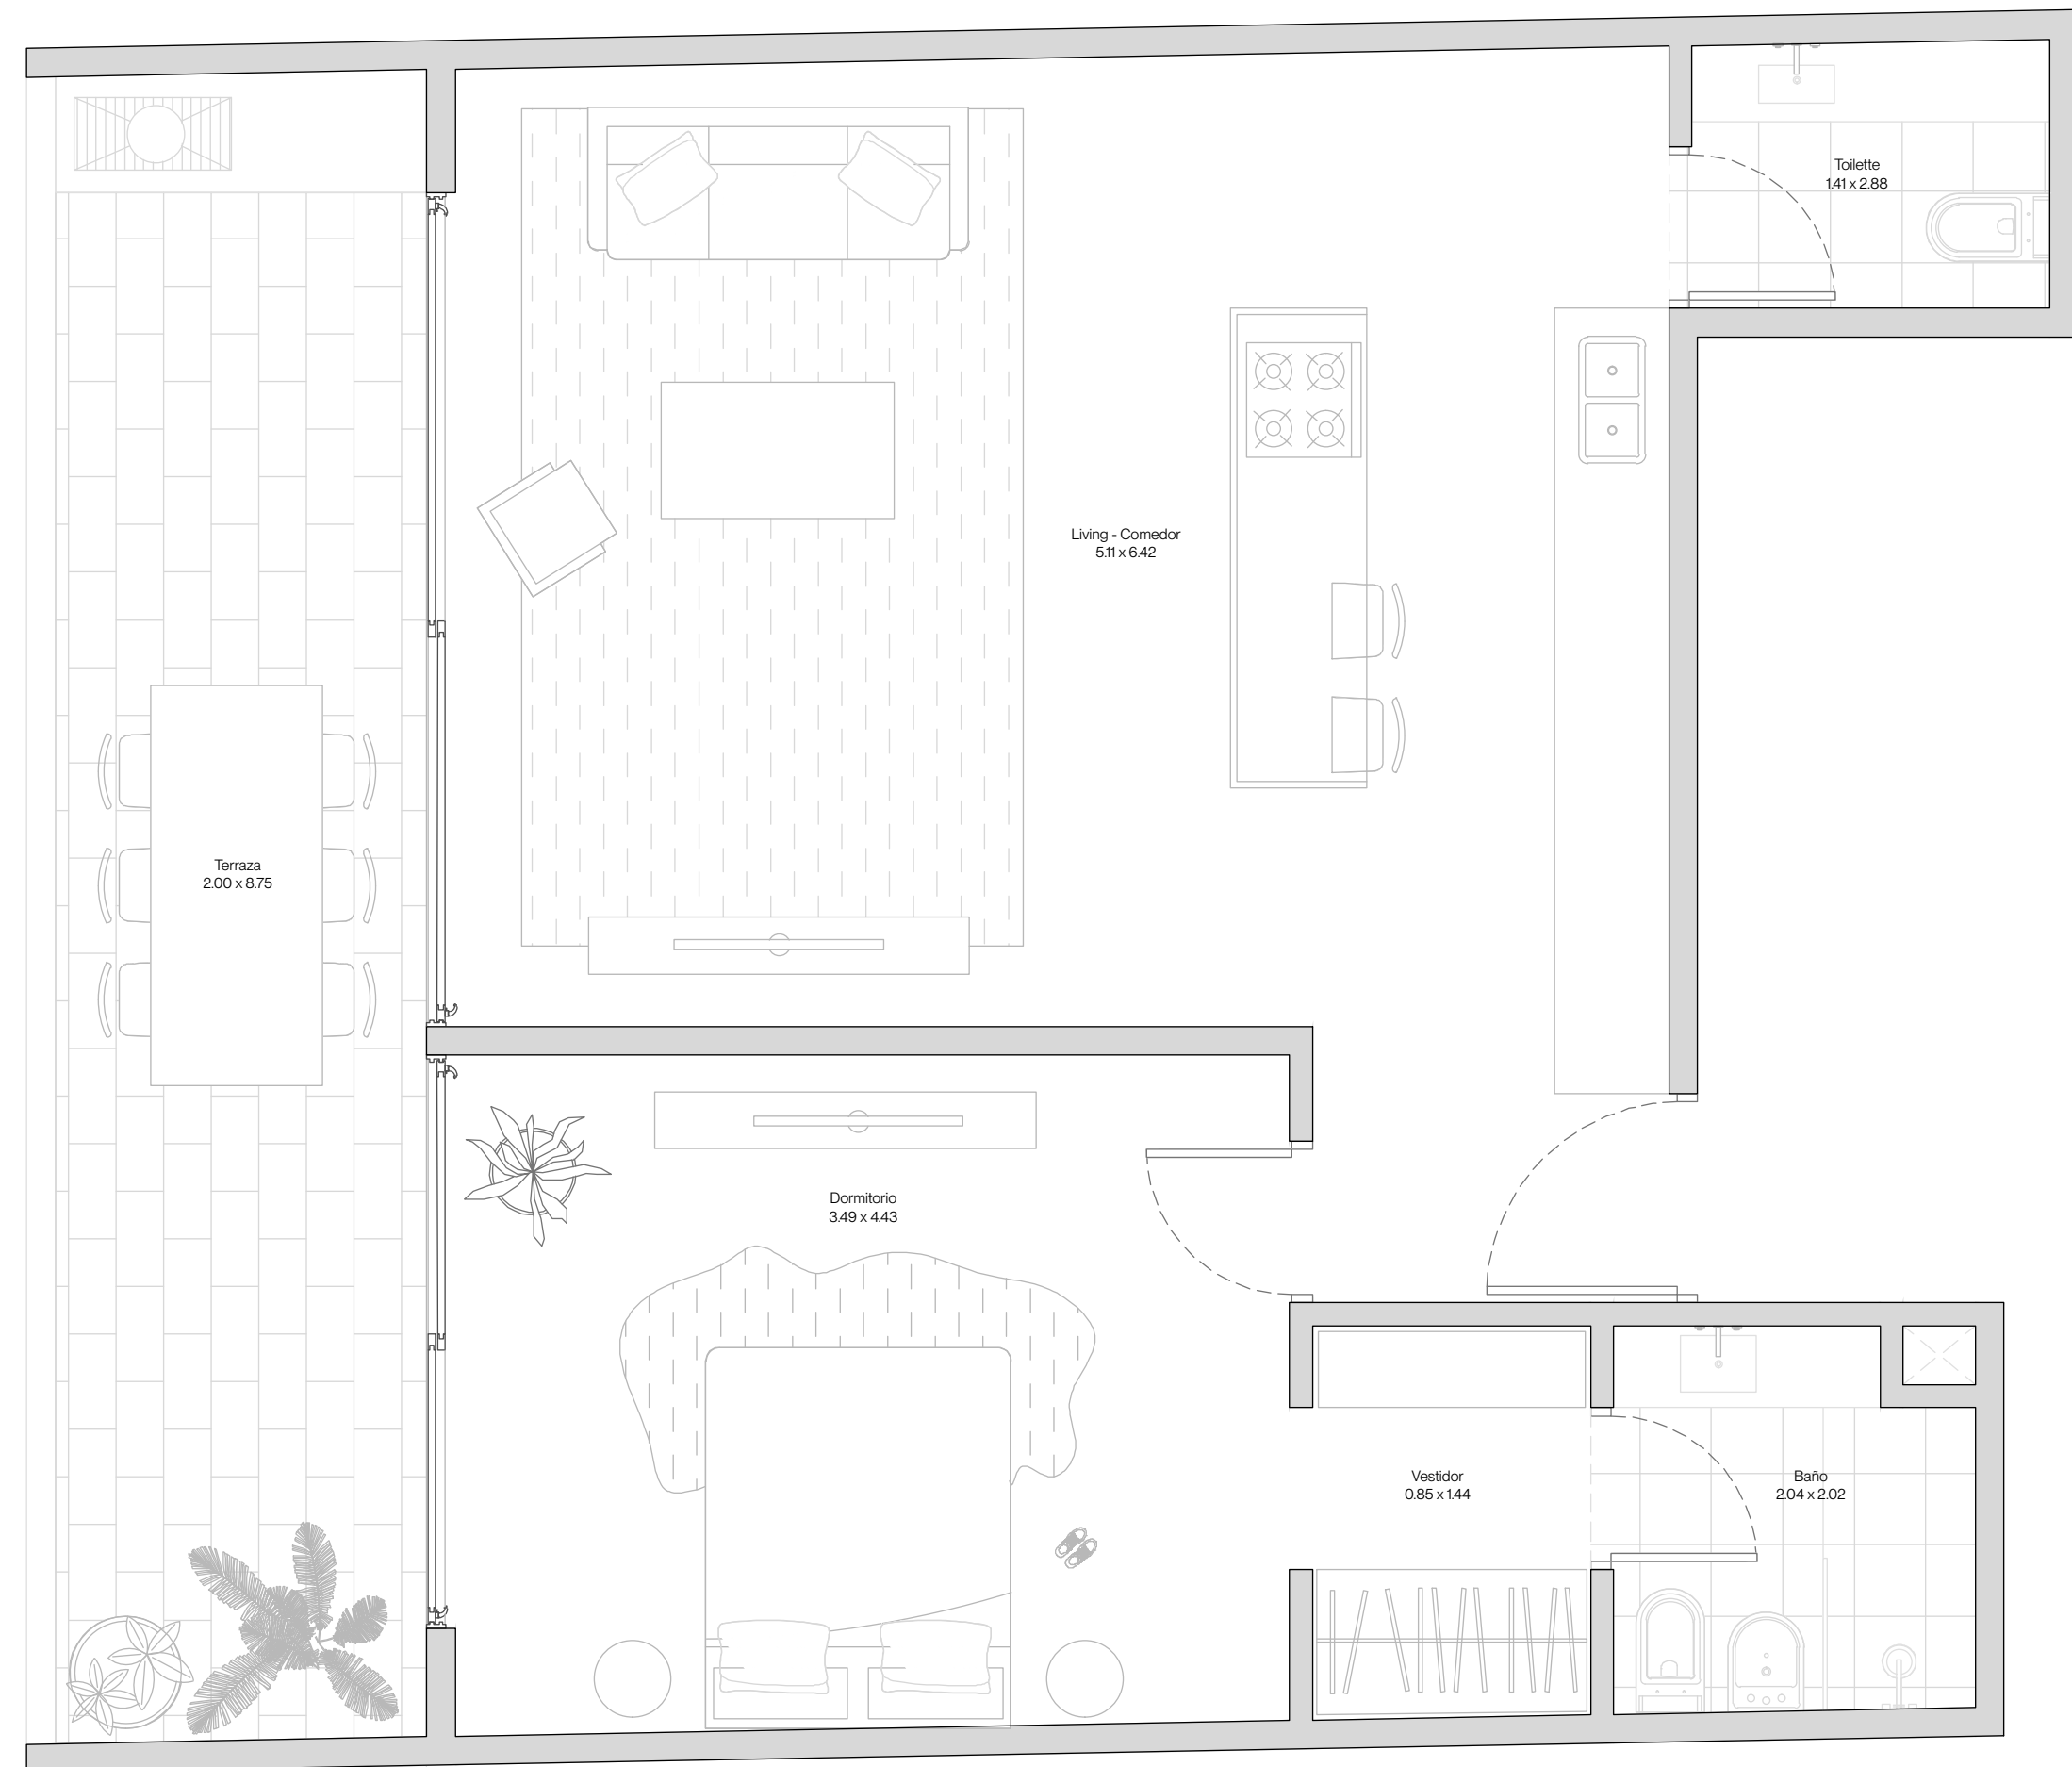 Toilette
1.41 x 2.88
Living - Comedor
5.11 x 6.42
Terraza
2.00 x 8.75
Dormitorio
3.49 x 4.43
Vestidor
0.85 x 1.44
Baño
2.04 x 2.02